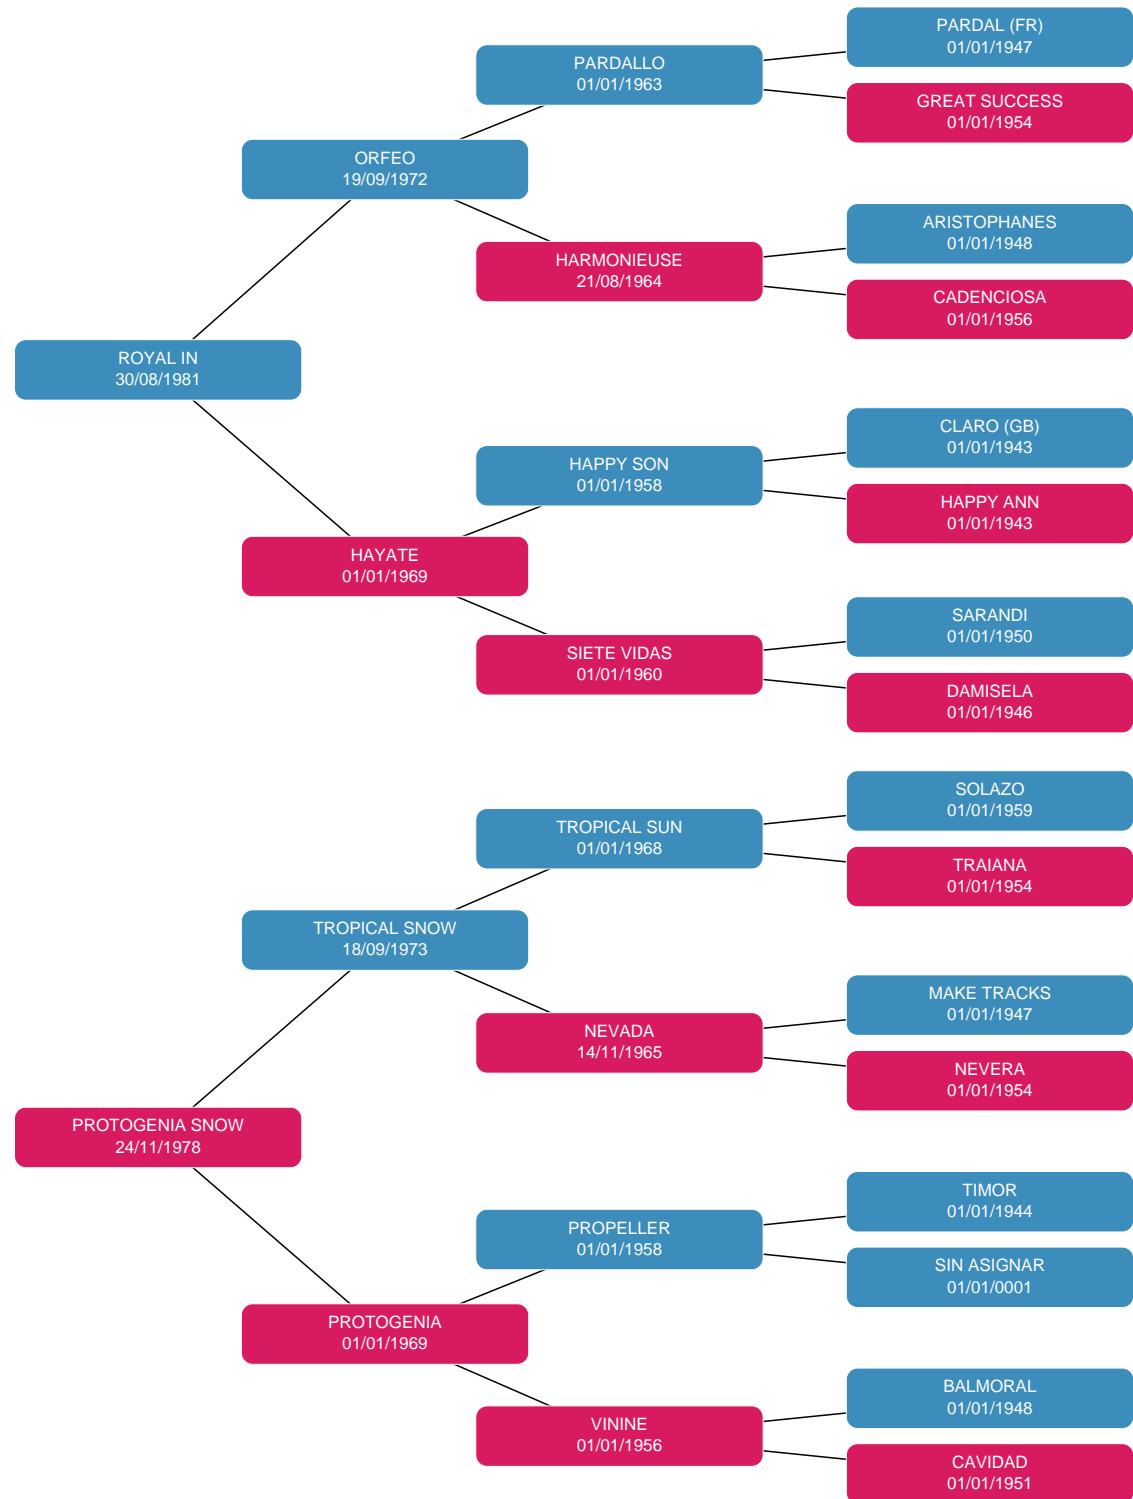 PARDAL (FR)
01/01/1947
PARDALLO
01/01/1963
GREAT SUCCESS
01/01/1954
ORFEO
19/09/1972
ARISTOPHANES
01/01/1948
HARMONIEUSE
21/08/1964
CADENCIOSA
01/01/1956
ROYAL IN
30/08/1981
CLARO (GB)
01/01/1943
HAPPY SON
01/01/1958
HAPPY ANN
01/01/1943
HAYATE
01/01/1969
SARANDI
01/01/1950
SIETE VIDAS
01/01/1960
DAMISELA
01/01/1946
SOLAZO
01/01/1959
TROPICAL SUN
01/01/1968
TRAIANA
01/01/1954
TROPICAL SNOW
18/09/1973
MAKE TRACKS
01/01/1947
NEVADA
14/11/1965
NEVERA
01/01/1954
PROTOGENIA SNOW
24/11/1978
TIMOR
01/01/1944
PROPELLER
01/01/1958
SIN ASIGNAR
01/01/0001
PROTOGENIA
01/01/1969
BALMORAL
01/01/1948
VININE
01/01/1956
CAVIDAD
01/01/1951